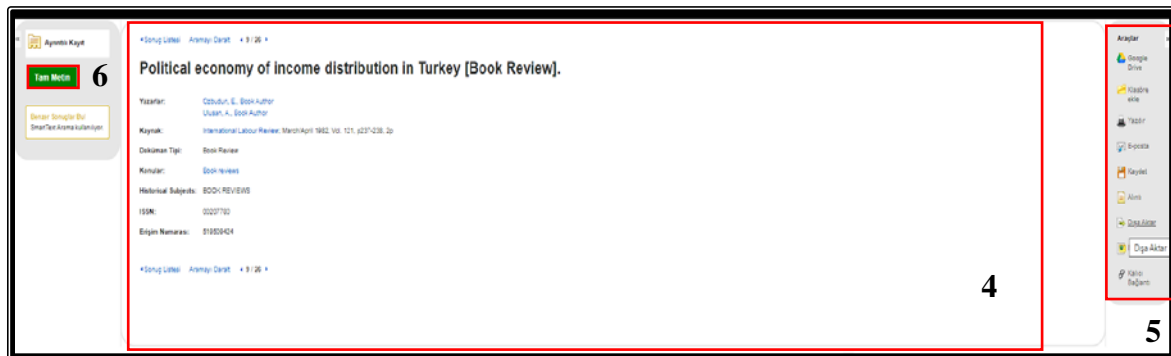 Ayrıntılı Kayıt
Tam Metin
6
Benzer Sonuçlar Bul
SmartText Arama kullanılıyor.
Sonuç Listesi Aramayı Daralt 9 / 26
Political economy of income distribution in Turkey [Book Review].
Yazarlar: Ozbudun, E., Book Author
Ulusan, A., Book Author
Kaynak: International Labour Review; March/April 1982, Vol. 121, p237-238, 2p
Doküman Tipi: Book Review
Konular: Book reviews
Historical Subjects: BOOK REVIEWS
ISSN: 00207780
Erişim Numarası: 519509424
Sonuç Listesi Aramayı Daralt 9 / 26
4
Araçlar
Google
Drive
Klasöre
ekle
Yazdır
E-posta
Kaydet
Alıntı
Dışa Aktar
Dışa Aktar
Kalıcı
Bağlantı
5